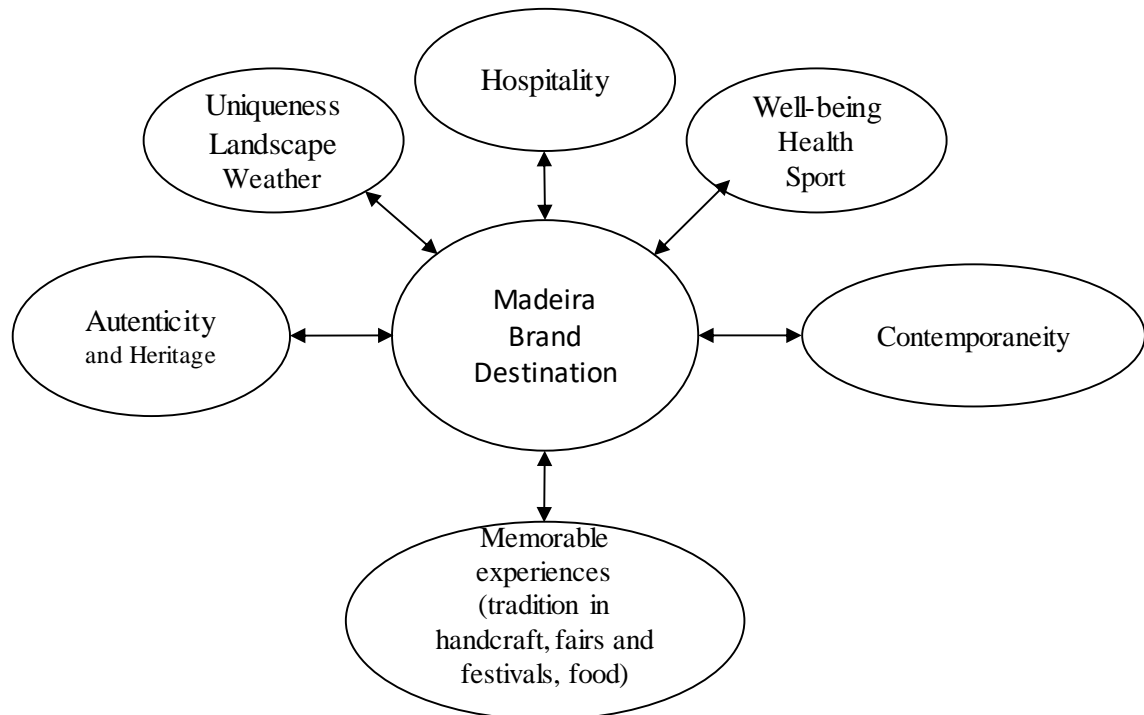 Hospitality
Uniqueness
Landscape
Weather
Well-being
Health
Sport
Autenticity
and Heritage
Madeira
Brand
Destination
Contemporaneity
Memorable
experiences
(tradition in
handcraft, fairs and
festivals, food)